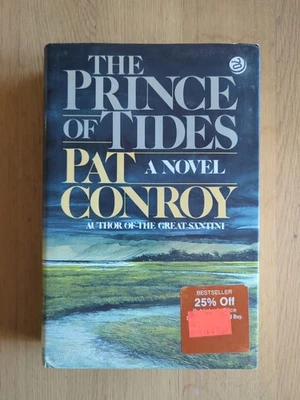 THE
PRINCE
OF TIDES
PAT A NOVEL
CONROY
AUTHOR OF THE GREAT SANTINI
BESTSELLER
25% Off